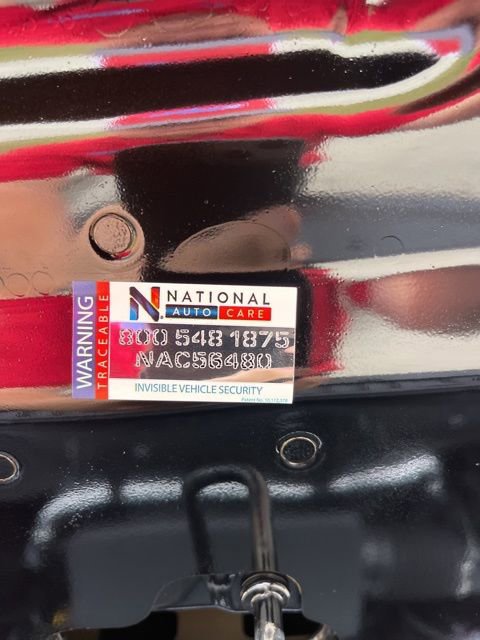 WARNING
TRACEABLE
N NATIONAL
AUTO CARE
800 548 1875
NAC56480
INVISIBLE VEHICLE SECURITY